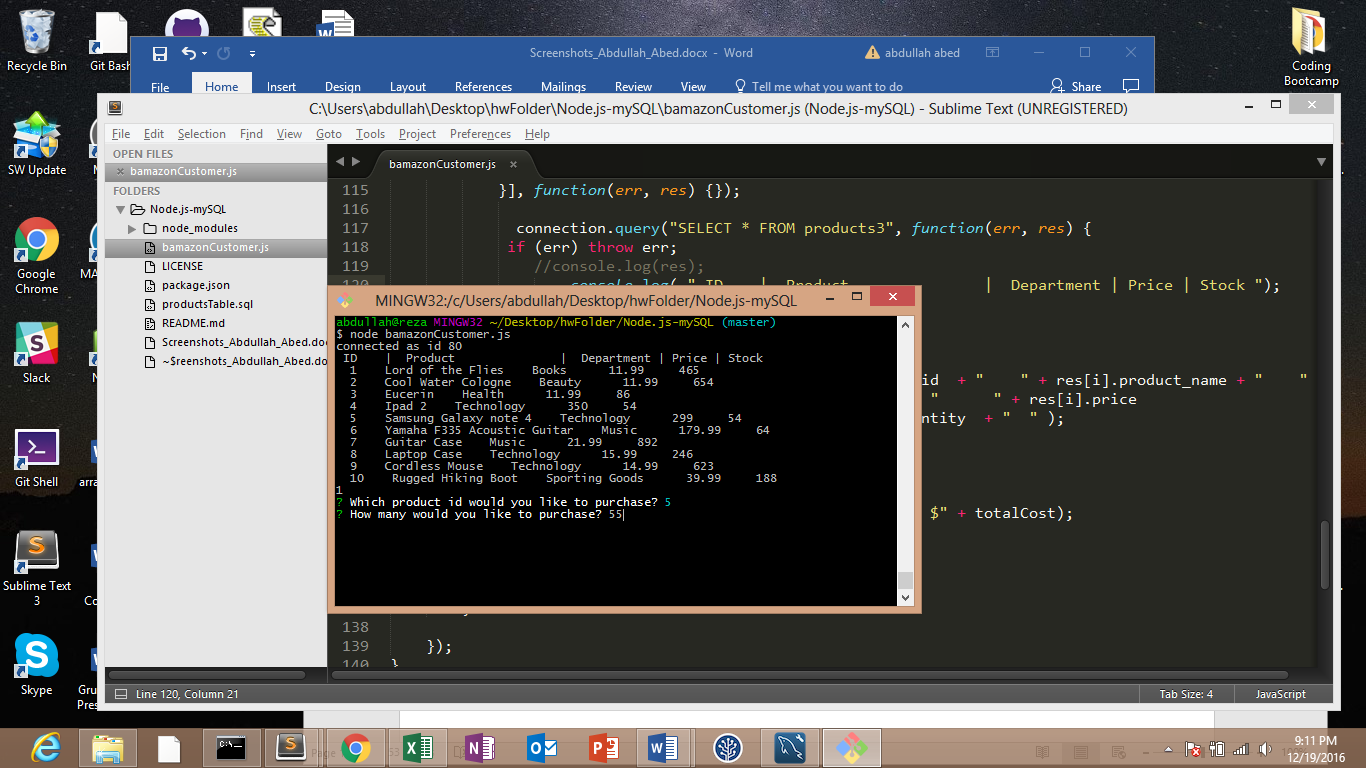 Recycle Bin
Git Bash
Coding
Bootcamp
Screenshots_Abdullah_Abed.docx - Word
abdullah abed
File Home Insert Design Layout References Mailings Review View Tell me what you want to do
Share
SW Update
Google
Chrome
Slack
Git Shell
Sublime Text
3
Skype
C:\Users\abdullah\Desktop\hwFolder\Node.js-mySQL\bamazonCustomer.js (Node.js-mySQL) - Sublime Text (UNREGISTERED)
File Edit Selection Find View Goto Tools Project Preferences Help
OPEN FILES
bamazonCustomer.js
FOLDERS
Node.js-mySQL
node_modules
bamazonCustomer.js
LICENSE
package.json
productsTable.sql
README.md
Screenshots_Abdullah_Abed.do
~$reenshots_Abdullah_Abed.do
bamazonCustomer.js
115 }], function(err, res) {});
116
117 connection.query("SELECT * FROM products3", function(err, res) {
118 if (err) throw err;
119 //console.log(res);
120 console.log( " ID | Product | Department | Price | Stock ");
id + " " + res[i].product_name + " "
" " + res[i].price
ntity + " " );
$" + totalCost);
138
139 });
140 }
MINGW32:/c/Users/abdullah/Desktop/hwFolder/Node.js-mySQL
abdullah@reza MINGW32 ~/Desktop/hwFolder/Node.js-mySQL (master)
$ node bamazonCustomer.js
connected as id 80
ID | Product | Department | Price | Stock
1 Lord of the Flies Books 11.99 465
2 Cool Water Cologne Beauty 11.99 654
3 Eucerin Health 11.99 86
4 Ipad 2 Technology 350 54
5 Samsung Galaxy note 4 Technology 299 54
6 Yamaha F335 Acoustic Guitar Music 179.99 64
7 Guitar Case Music 21.99 892
8 Laptop Case Technology 15.99 246
9 Cordless Mouse Technology 14.99 623
10 Rugged Hiking Boot Sporting Goods 39.99 188
1
? Which product id would you like to purchase? 5
? How many would you like to purchase? 55
Line 120, Column 21
Tab Size: 4
JavaScript
9:11 PM
12/19/2016